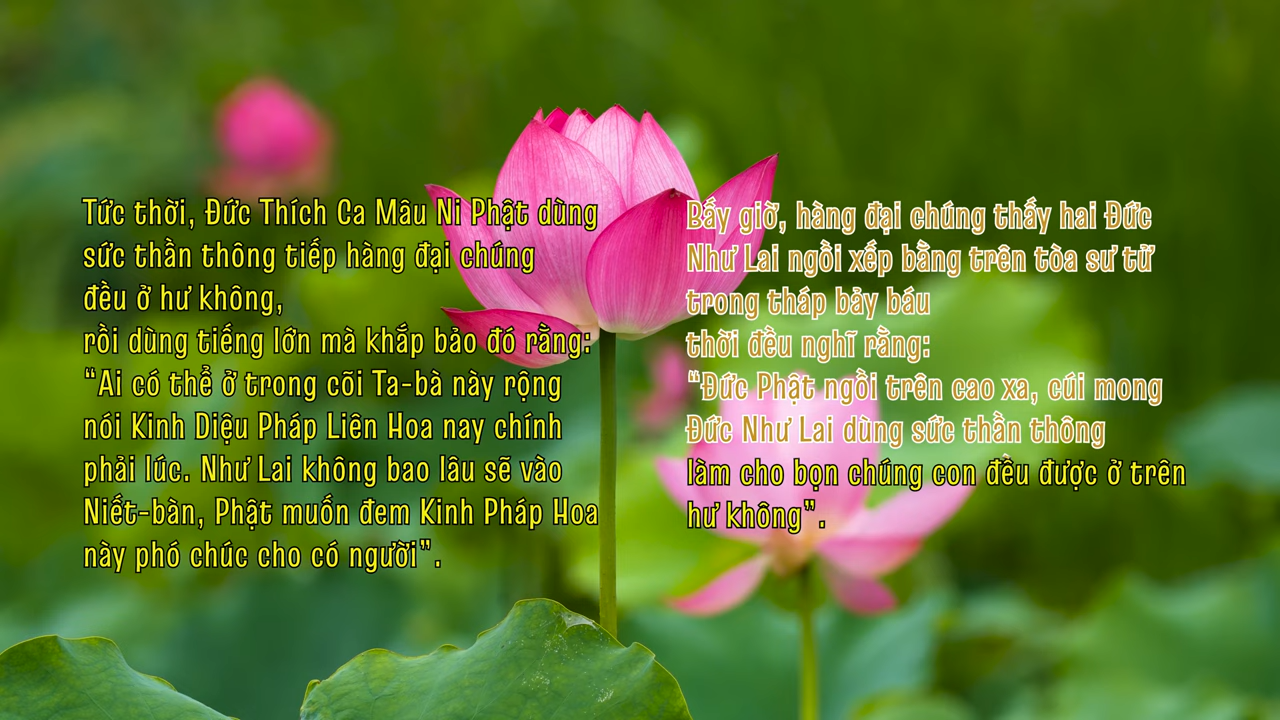 Tức thời, Đức Thích Ca Mâu Ni Phật dùng
sức thần thông tiếp hàng đại chúng
đều ở hư không,
rồi dùng tiếng lớn mà khắp bảo đó rằng:
“Ai có thể ở trong cõi Ta-bà này rộng
nói Kinh Diệu Pháp Liên Hoa nay chính
phải lúc. Như Lai không bao lâu sẽ vào
Niết-bàn, Phật muốn đem Kinh Pháp Hoa
này phó chúc cho có người”.
Bấy giờ, hàng đại chúng thấy hai Đức
Như Lai ngồi xếp bằng trên tòa sư tử
trong tháp bảy báu
thời đều nghĩ rằng:
“Đức Phật ngồi trên cao xa, cúi mong
Đức Như Lai dùng sức thần thông
làm cho bọn chúng con đều được ở trên
hư không”.